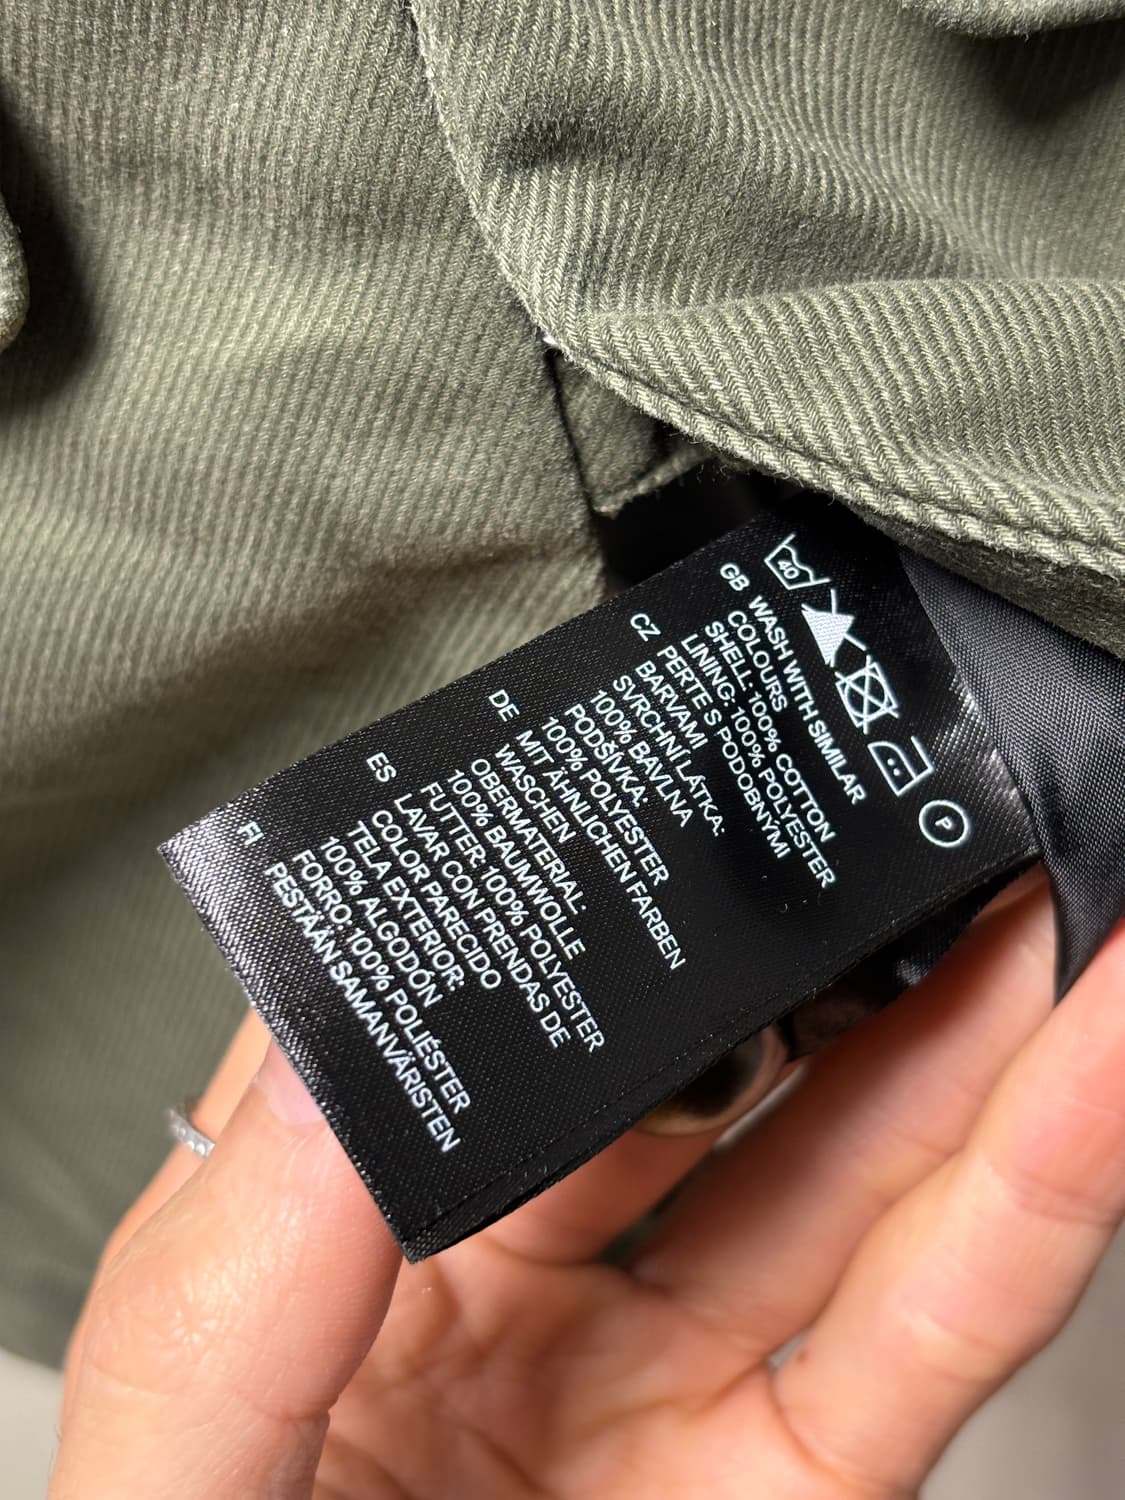 40
P
GB WASH WITH SIMILAR
COLOURS
SHELL: 100% COTTON
LINING: 100% POLYESTER
CZ PERTE S PODOBNÝMI
BARVAMI
SVRCHNÍ LÁTKA:
100% BAVLNA
PODŠÍVKA:
100% POLYESTER
DE MIT ÄHNLICHEN FARBEN
WASCHEN
OBERMATERIAL:
100% BAUMWOLLE
FUTTER: 100% POLYESTER
ES LAVAR CON PRENDAS DE
COLOR PARECIDO
TELA EXTERIOR:
100% ALGODÓN
FORRO: 100% POLIÉSTER
FI PESTÄÄN SAMANVÄRISTEN